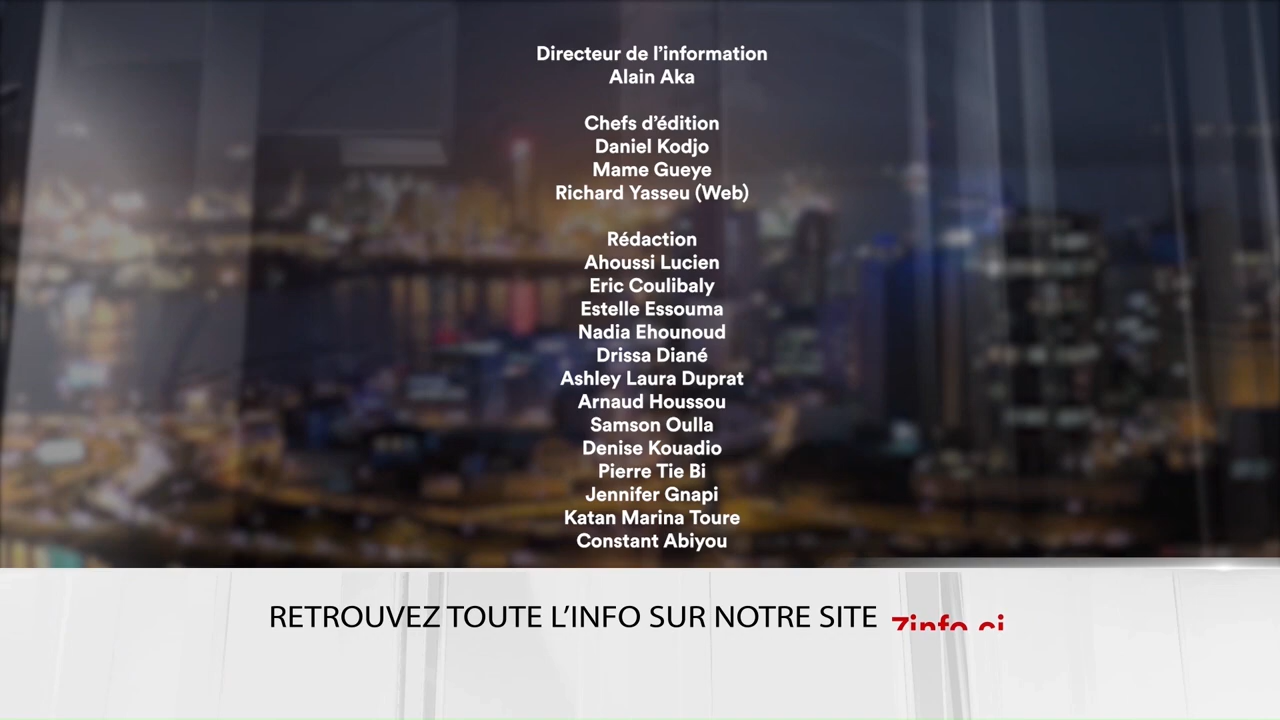 Directeur de l’information
Alain Aka
Chefs d’édition
Daniel Kodjo
Mame Gueye
Richard Yasseu (Web)
Rédaction
Ahoussi Lucien
Eric Coulibaly
Estelle Essouma
Nadia Ehounoud
Drissa Diané
Ashley Laura Duprat
Arnaud Houssou
Samson Oulla
Denise Kouadio
Pierre Tie Bi
Jennifer Gnapi
Katan Marina Toure
Constant Abiyou
RETROUVEZ TOUTE L’INFO SUR NOTRE SITE 7info.ci